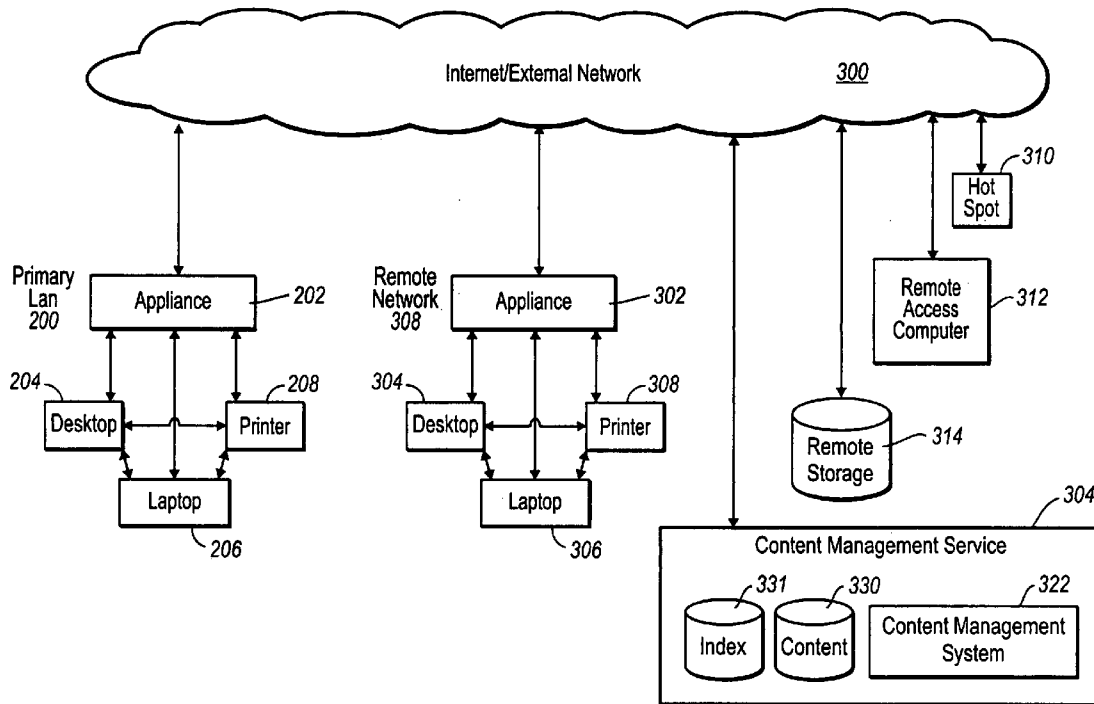 Internet/External Network 300
310
Hot
Spot
Primary
Lan
200
Appliance
202
Remote
Network
308
Appliance
302
Remote
Access
Computer
312
204
Desktop
208
Printer
Laptop
206
304
Desktop
308
Printer
Laptop
306
Remote
Storage
314
304
Content Management Service
331
Index
330
Content
322
Content Management
System